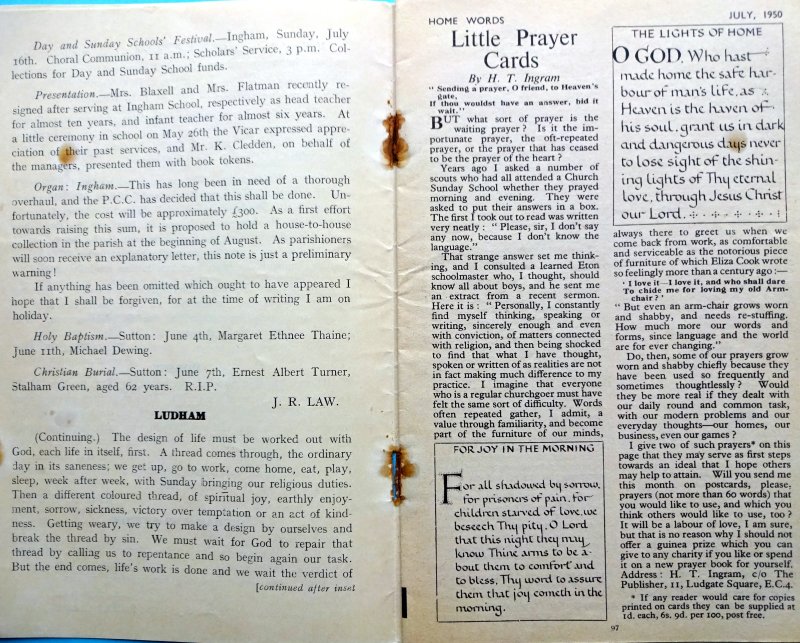 Day and Sunday Schools' Festival.—Ingham, Sunday, July
16th. Choral Communion, 11 a.m.; Scholars' Service, 3 p.m. Col-
lections for Day and Sunday School funds.
Presentation.—Mrs. Blaxell and Mrs. Flatman recently re-
signed after serving at Ingham School, respectively as head teacher
for almost ten years, and infant teacher for almost six years. At
a little ceremony in school on May 26th the Vicar expressed appre-
ciation of their past services, and Mr. K. Cledden, on behalf of
the managers, presented them with book tokens.
Organ: Ingham.—This has long been in need of a thorough
overhaul, and the P.C.C. has decided that this shall be done. Un-
fortunately, the cost will be approximately £300. As a first effort
towards raising this sum, it is proposed to hold a house-to-house
collection in the parish at the beginning of August. As parishioners
will soon receive an explanatory letter, this note is just a preliminary
warning!
If anything has been omitted which ought to have appeared I
hope that I shall be forgiven, for at the time of writing I am on
holiday.
Holy Baptism.—Sutton: June 4th, Margaret Ethnee Thaine;
June 11th, Michael Dewing.
Christian Burial.—Sutton: June 7th, Ernest Albert Turner,
Stalham Green, aged 62 years. R.I.P.
J. R. LAW.
LUDHAM
(Continuing.) The design of life must be worked out with
God, each life in itself, first. A thread comes through, the ordinary
day in its saneness; we get up, go to work, come home, eat, play,
sleep, week after week, with Sunday bringing our religious duties.
Then a different coloured thread, of spiritual joy, earthly enjoy-
ment, sorrow, sickness, victory over temptation or an act of kind-
ness. Getting weary, we try to make a design by ourselves and
break the thread by sin. We must wait for God to repair that
thread by calling us to repentance and so begin again our task.
But the end comes, life's work is done and we wait the verdict of
[continued after inset
HOME WORDS
JULY, 1950
Little Prayer
Cards
By H. T. Ingram
"Sending a prayer, O friend, to Heaven's
gate,
If thou wouldst have an answer, bid it
wait."
BUT what sort of prayer is the
waiting prayer? Is it the im-
portunate prayer, the oft-repeated
prayer, or the prayer that has ceased
to be the prayer of the heart?
Years ago I asked a number of
scouts who had all attended a Church
Sunday School whether they prayed
morning and evening. They were
asked to put their answers in a box.
The first I took out to read was written
very neatly: "Please, sir, I don't say
any now, because I don't know the
language."
That strange answer set me think-
ing, and I consulted a learned Eton
schoolmaster who, I thought, should
know all about boys, and he sent me
an extract from a recent sermon.
Here it is: "Personally, I constantly
find myself thinking, speaking or
writing, sincerely enough and even
with conviction, of matters connected
with religion, and then being shocked
to find that what I have thought,
spoken or written of as realities are not
in fact making much difference to my
practice. I imagine that everyone
who is a regular churchgoer must have
felt the same sort of difficulty. Words
often repeated gather, I admit, a
value through familiarity, and become
part of the furniture of our minds,
FOR JOY IN THE MORNING
For all shadowed by sorrow,
for prisoners of pain, for
children starved of love, we
beseech Thy pity, O Lord
that this night they may
know Thine arms to be a-
bout them to comfort and
to bless, Thy word to assure
them that joy cometh in the
morning.
THE LIGHTS OF HOME
O GOD, Who hast
made home the safe har-
bour of man's life, as
Heaven is the haven of
his soul, grant us in dark
and dangerous days never
to lose sight of the shin-
ing lights of Thy eternal
love, through Jesus Christ
our Lord.
always there to greet us when we
come back from work, as comfortable
and serviceable as the notorious piece
of furniture of which Eliza Cook wrote
so feelingly more than a century ago:—
'I love it—I love it, and who shall dare
To chide me for loving my old Arm-
chair?'
"But even an arm-chair grows worn
and shabby, and needs re-stuffing.
How much more our words and
forms, since language and the world
are for ever changing."
Do, then, some of our prayers grow
worn and shabby chiefly because they
have been used so frequently and
sometimes thoughtlessly? Would
they be more real if they dealt with
our daily round and common task,
with our modern problems and our
everyday thoughts—our homes, our
business, even our games?
I give two of such prayers* on this
page that they may serve as first steps
towards an ideal that I hope others
may help to attain. Will you send me
this month on postcards, please,
prayers (not more than 60 words) that
you would like to use, and which you
think others would like to use, too?
It will be a labour of love, I am sure,
but that is no reason why I should not
offer a guinea prize which you can
give to any charity if you like or spend
it on a new prayer book for yourself.
Address: H. T. Ingram, c/o The
Publisher, 11, Ludgate Square, E.C.4.
* If any reader would care for copies
printed on cards they can be supplied at
1d. each, 6s. 9d. per 100, post free.
97